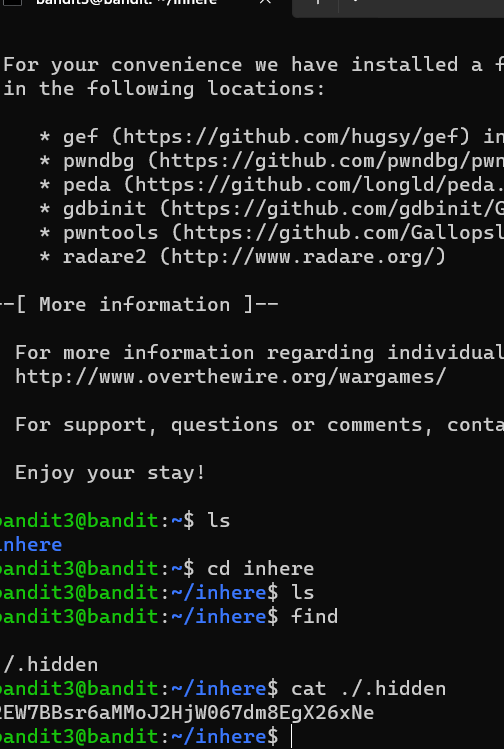 bandit3@bandit: ~/inhere
For your convenience we have installed a f
in the following locations:
* gef (https://github.com/hugsy/gef) in
* pwndbg (https://github.com/pwndbg/pwn
* peda (https://github.com/longld/peda.
* gdbinit (https://github.com/gdbinit/G
* pwntools (https://github.com/Gallopsl
* radare2 (http://www.radare.org/)
--[ More information ]--
For more information regarding individual
http://www.overthewire.org/wargames/
For support, questions or comments, conta
Enjoy your stay!
bandit3@bandit:~$ ls
inhere
bandit3@bandit:~$ cd inhere
bandit3@bandit:~/inhere$ ls
bandit3@bandit:~/inhere$ find
./.hidden
bandit3@bandit:~/inhere$ cat ./.hidden
2EW7BBsr6aMMoJ2HjW067dm8EgX26xNe
bandit3@bandit:~/inhere$